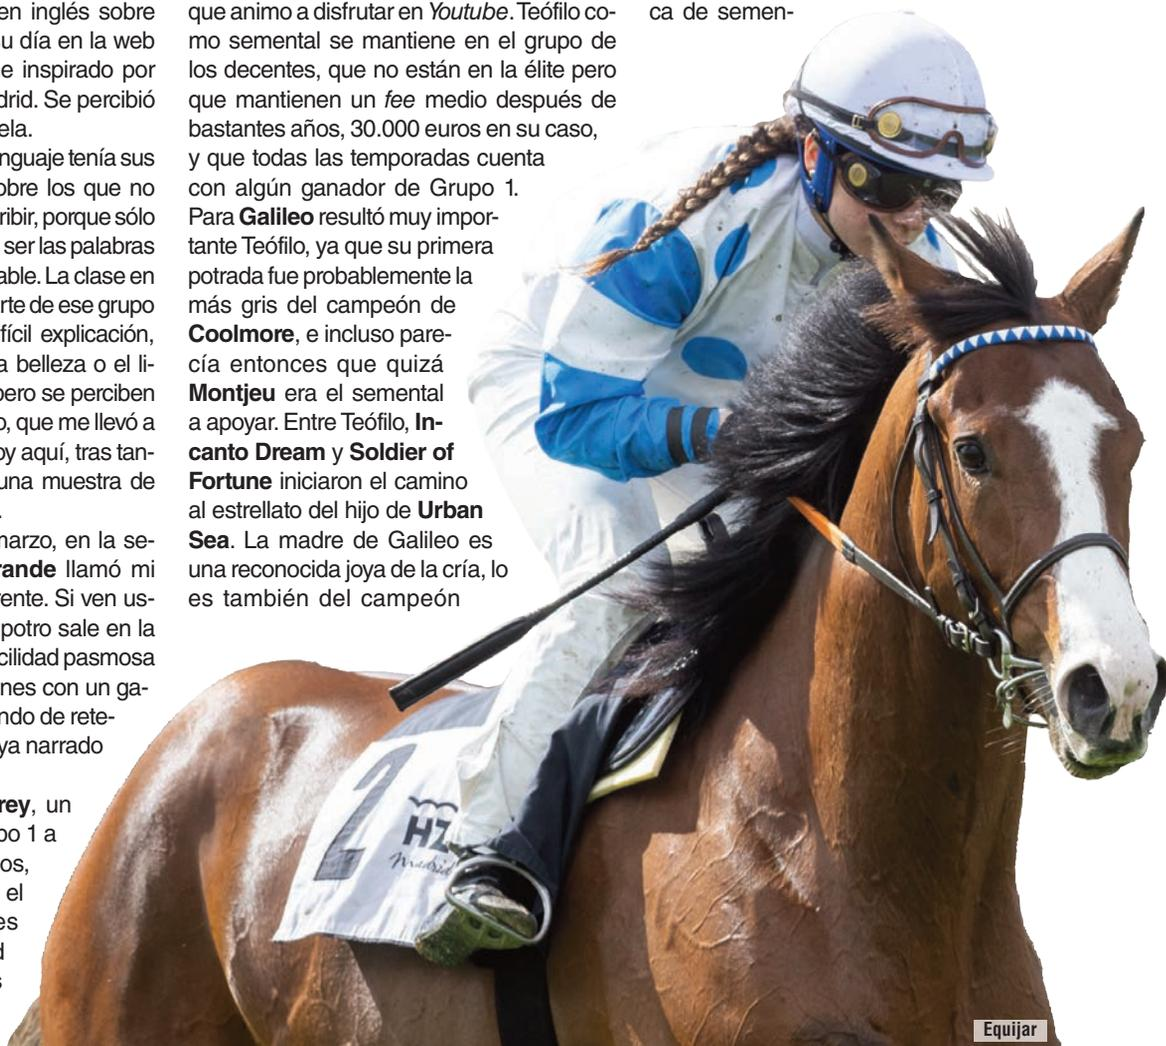 en inglés sobre
u día en la web
e inspirado por
drid. Se percibió
ela.
nguaje tenía sus
obre los que no
ribir, porque sólo
ser las palabras
able. La clase en
rte de ese grupo
fícil explicación,
a belleza o el li-
pero se perciben
o, que me llevó a
oy aquí, tras tan-
una muestra de
.
marzo, en la se-
rande llamó mi
rente. Si ven us-
potro sale en la
cilidad pasmosa
nes con un ga-
ndo de rete-
ya narrado
rey, un
po 1 a
os,
el
es
d
s
que animo a disfrutar en Youtube. Teófilo co-
mo semental se mantiene en el grupo de
los decentes, que no están en la élite pero
que mantienen un fee medio después de
bastantes años, 30.000 euros en su caso,
y que todas las temporadas cuenta
con algún ganador de Grupo 1.
Para Galileo resultó muy impor-
tante Teófilo, ya que su primera
potrada fue probablemente la
más gris del campeón de
Coolmore, e incluso pare-
cía entonces que quizá
Montjeu era el semental
a apoyar. Entre Teófilo, In-
canto Dream y Soldier of
Fortune iniciaron el camino
al estrellato del hijo de Urban
Sea. La madre de Galileo es
una reconocida joya de la cría, lo
es también del campeón
ca de semen-
2
HZ
Madrid
Equijar